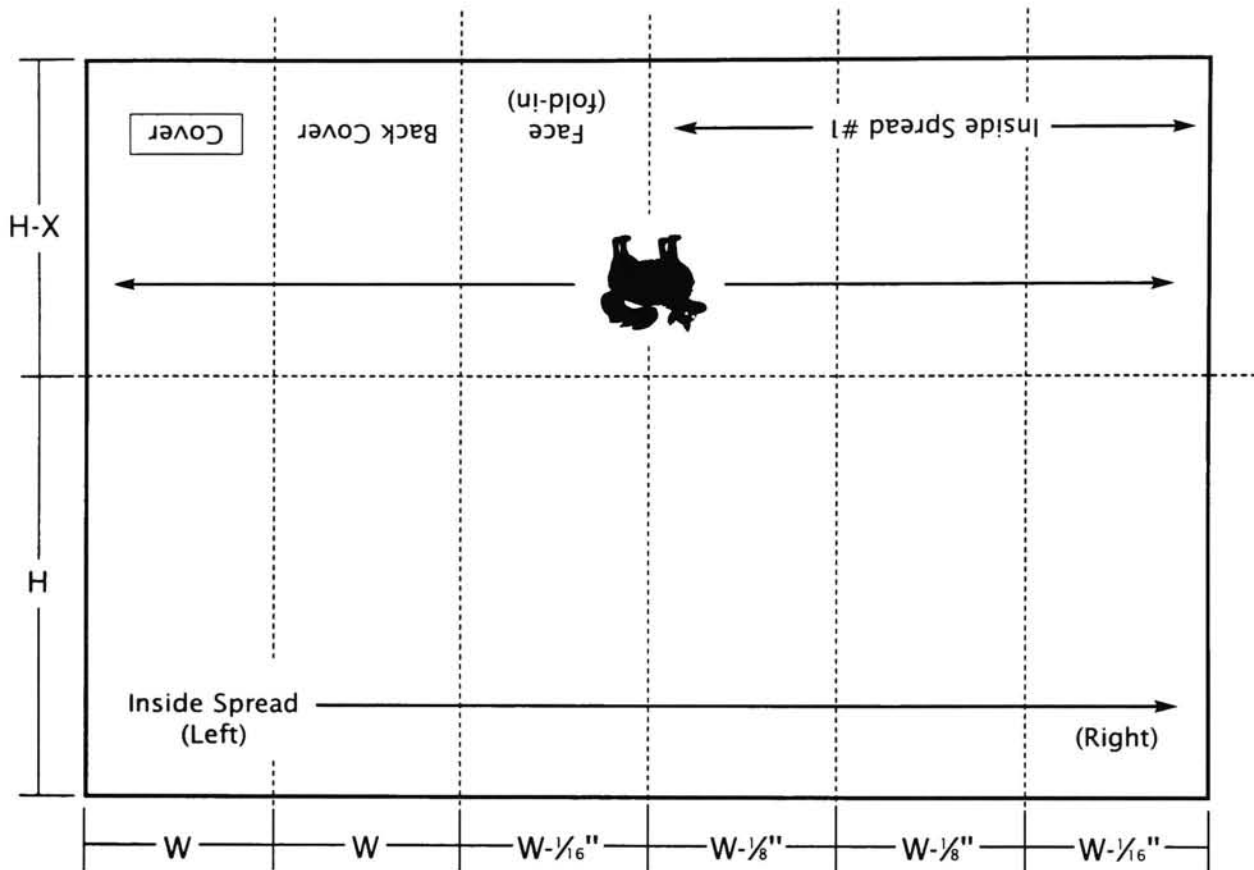 Cover
Back Cover
Face
(fold-in)
Inside Spread #1
H-X
H
Inside Spread
(Left)
(Right)
W
W
W-1/16"
W-1/8"
W-1/8"
W-1/16"